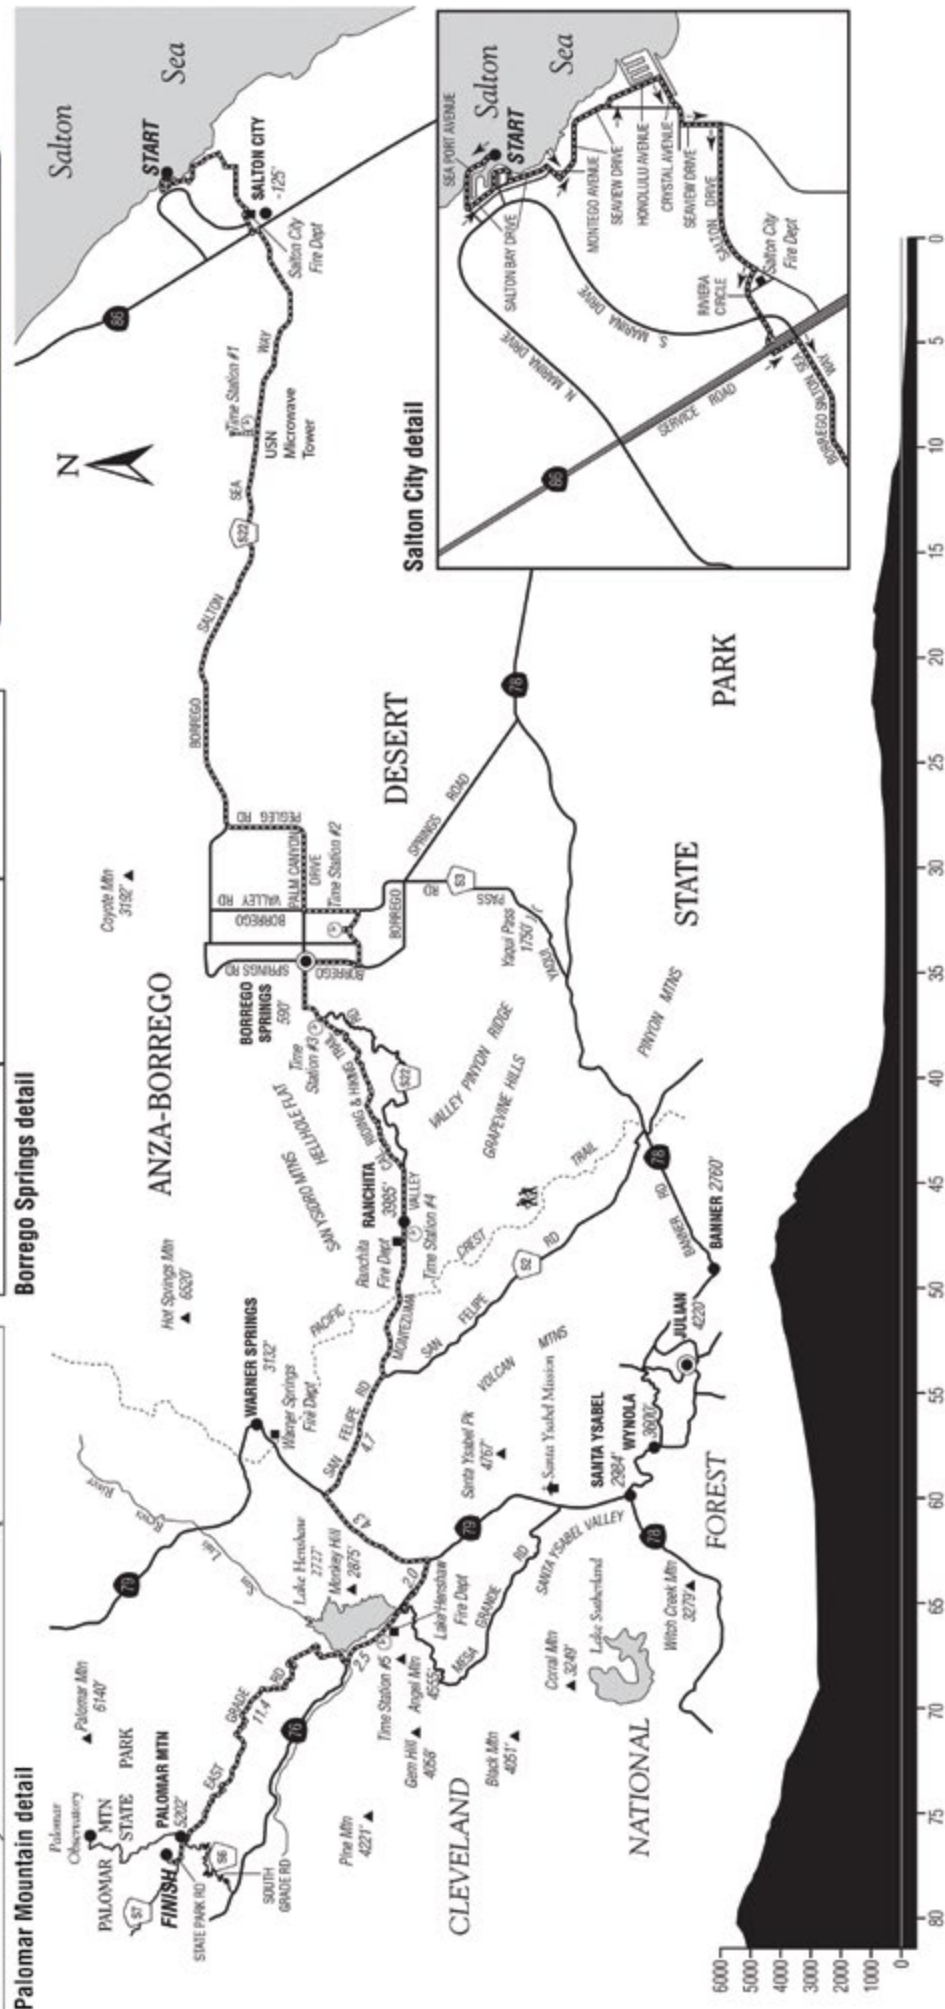 Palomar Mountain detail
Borrego Springs detail
Salton
Sea
START
SALTON CITY
-125'
Salton City
Fire Dept
86
N
Time Station #1
USN
Microwave
Tower
BORREGO
SALTON
SEA
WAY
S22
Coyote Mtn
3192'
ANZA-BORREGO
DESERT
STATE
PARK
PEGLEG RD
PALM CANYON
DRIVE
Time Station #2
BORREGO
VALLEY RD
SPRINGS RD
BORREGO
BORREGO
SPRINGS
590'
Time
Station #3
BORREGO
SPRINGS
ROAD
78
S3
YAQUI
PASS
RD
Yaqui Pass
1750'
HELLHOLE FLAT
SAN YSIDRO MTNS
CAL
RIDING & HIKING
TRAIL
RD
S22
VALLEY
PINYON RIDGE
GRAPEVINE HILLS
PINYON MTNS
RANCHITA
3985'
Ranchita
Fire Dept
Time Station #4
MONTEZUMA
VALLEY
PACIFIC
CREST
TRAIL
Hot Springs Mtn
6520'
WARNER SPRINGS
3132'
Warner Springs
Fire Dept
SAN
FELIPE
RD
4.7
SAN
FELIPE
RD
S2
VOLCAN
MTNS
78
BANNER
RD
BANNER 2760'
JULIAN
4220'
WYNOLA
3600'
SANTA YSABEL
2984'
Santa Ysabel Mission
Santa Ysabel Pk
4767'
79
78
SANTA YSABEL VALLEY
MESA
GRANDE
RD
San
Luis
Rey
River
79
Lake Henshaw
2727'
Monkey Hill
2875'
4.3
2.0
2.5
Lake Henshaw
Fire Dept
Time Station #5
Angel Mtn
4555'
Gem Hill
4056'
Black Mtn
4051'
Pine Mtn
4221'
Corral Mtn
3249'
Lake Sutherland
Witch Creek Mtn
3279'
CLEVELAND
NATIONAL
FOREST
Palomar Mtn
6140'
Palomar
Observatory
PALOMAR
MTN
STATE
PARK
PALOMAR MTN
5202'
FINISH
STATE PARK RD
S7
S6
SOUTH
GRADE RD
76
EAST
GRADE
RD
11.4
Salton City detail
Salton
Sea
START
SEA PORT AVENUE
SALTON BAY DRIVE
MONTEGO AVENUE
SEAVIEW DRIVE
HONOLULU AVENUE
CRYSTAL AVENUE
SEAVIEW DRIVE
SALTON DRIVE
RIVIERA
CIRCLE
Salton City
Fire Dept
N. MARINA DRIVE
S MARINA DRIVE
SERVICE ROAD
86
BORREGO SALTON SEA
WAY
6000
5000
4000
3000
2000
1000
0
80
75
70
65
60
55
50
45
40
35
30
25
20
15
10
5
0